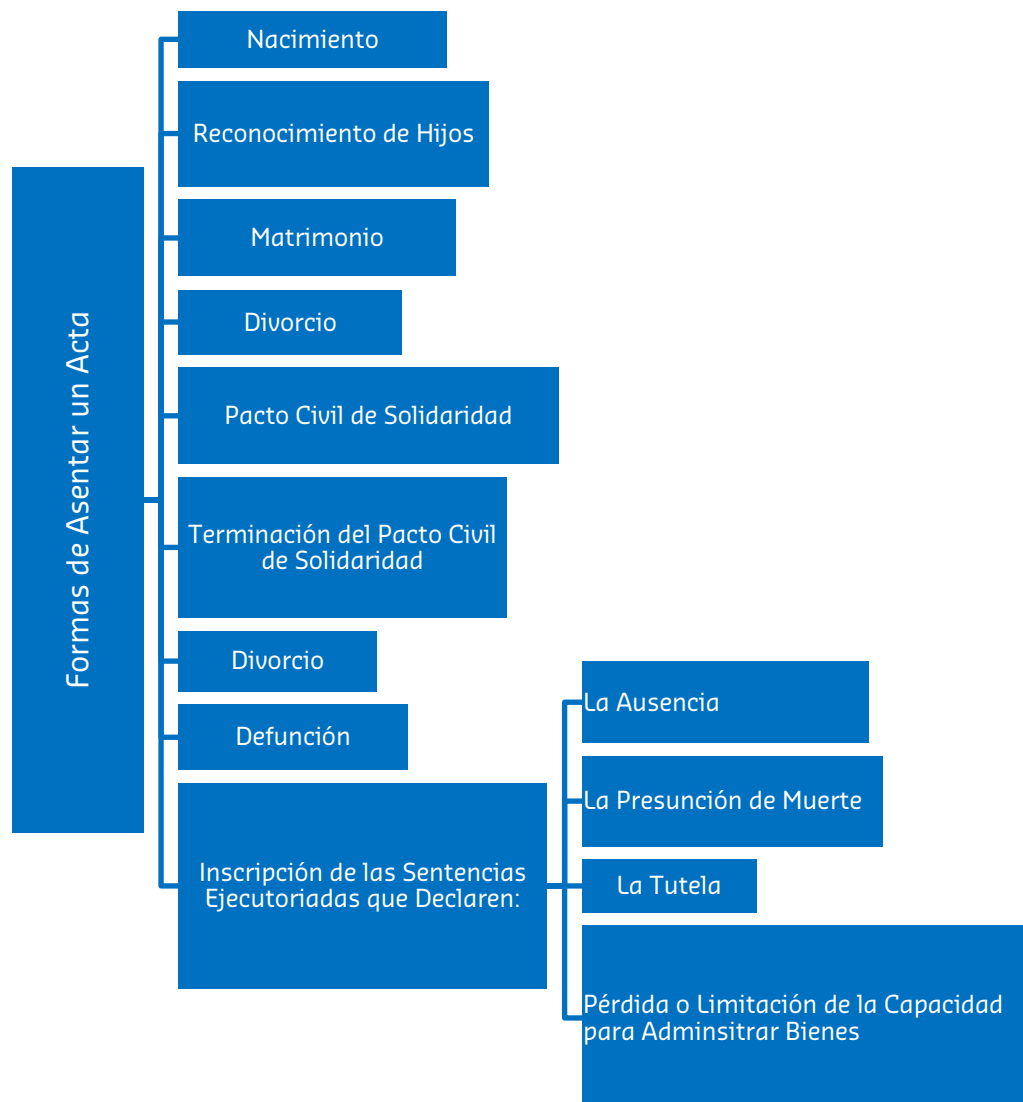 Formas de Asentar un Acta
Nacimiento
Reconocimiento de Hijos
Matrimonio
Divorcio
Pacto Civil de Solidaridad
Terminación del Pacto Civil
de Solidaridad
Divorcio
Defunción
Inscripción de las Sentencias
Ejecutoriadas que Declaren:
La Ausencia
La Presunción de Muerte
La Tutela
Pérdida o Limitación de la Capacidad
para Adminsitrar Bienes